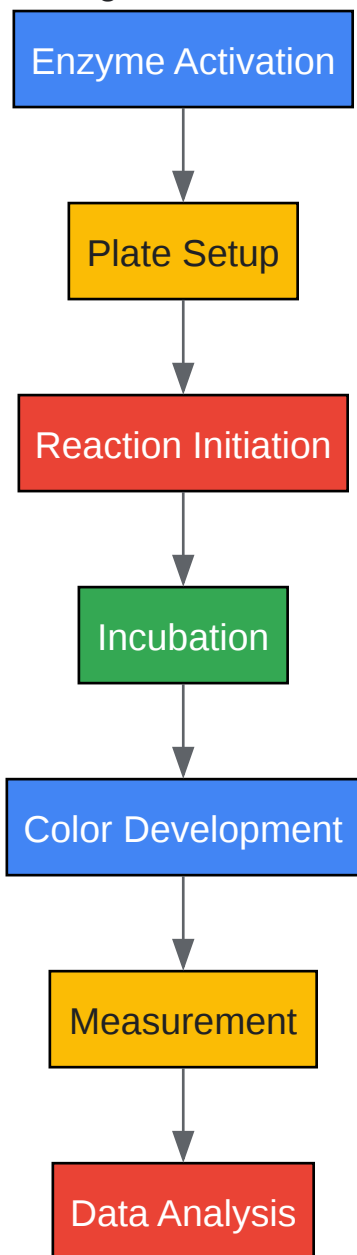 Enzyme Activation
Plate Setup
Reaction Initiation
Incubation
Color Development
Measurement
Data Analysis